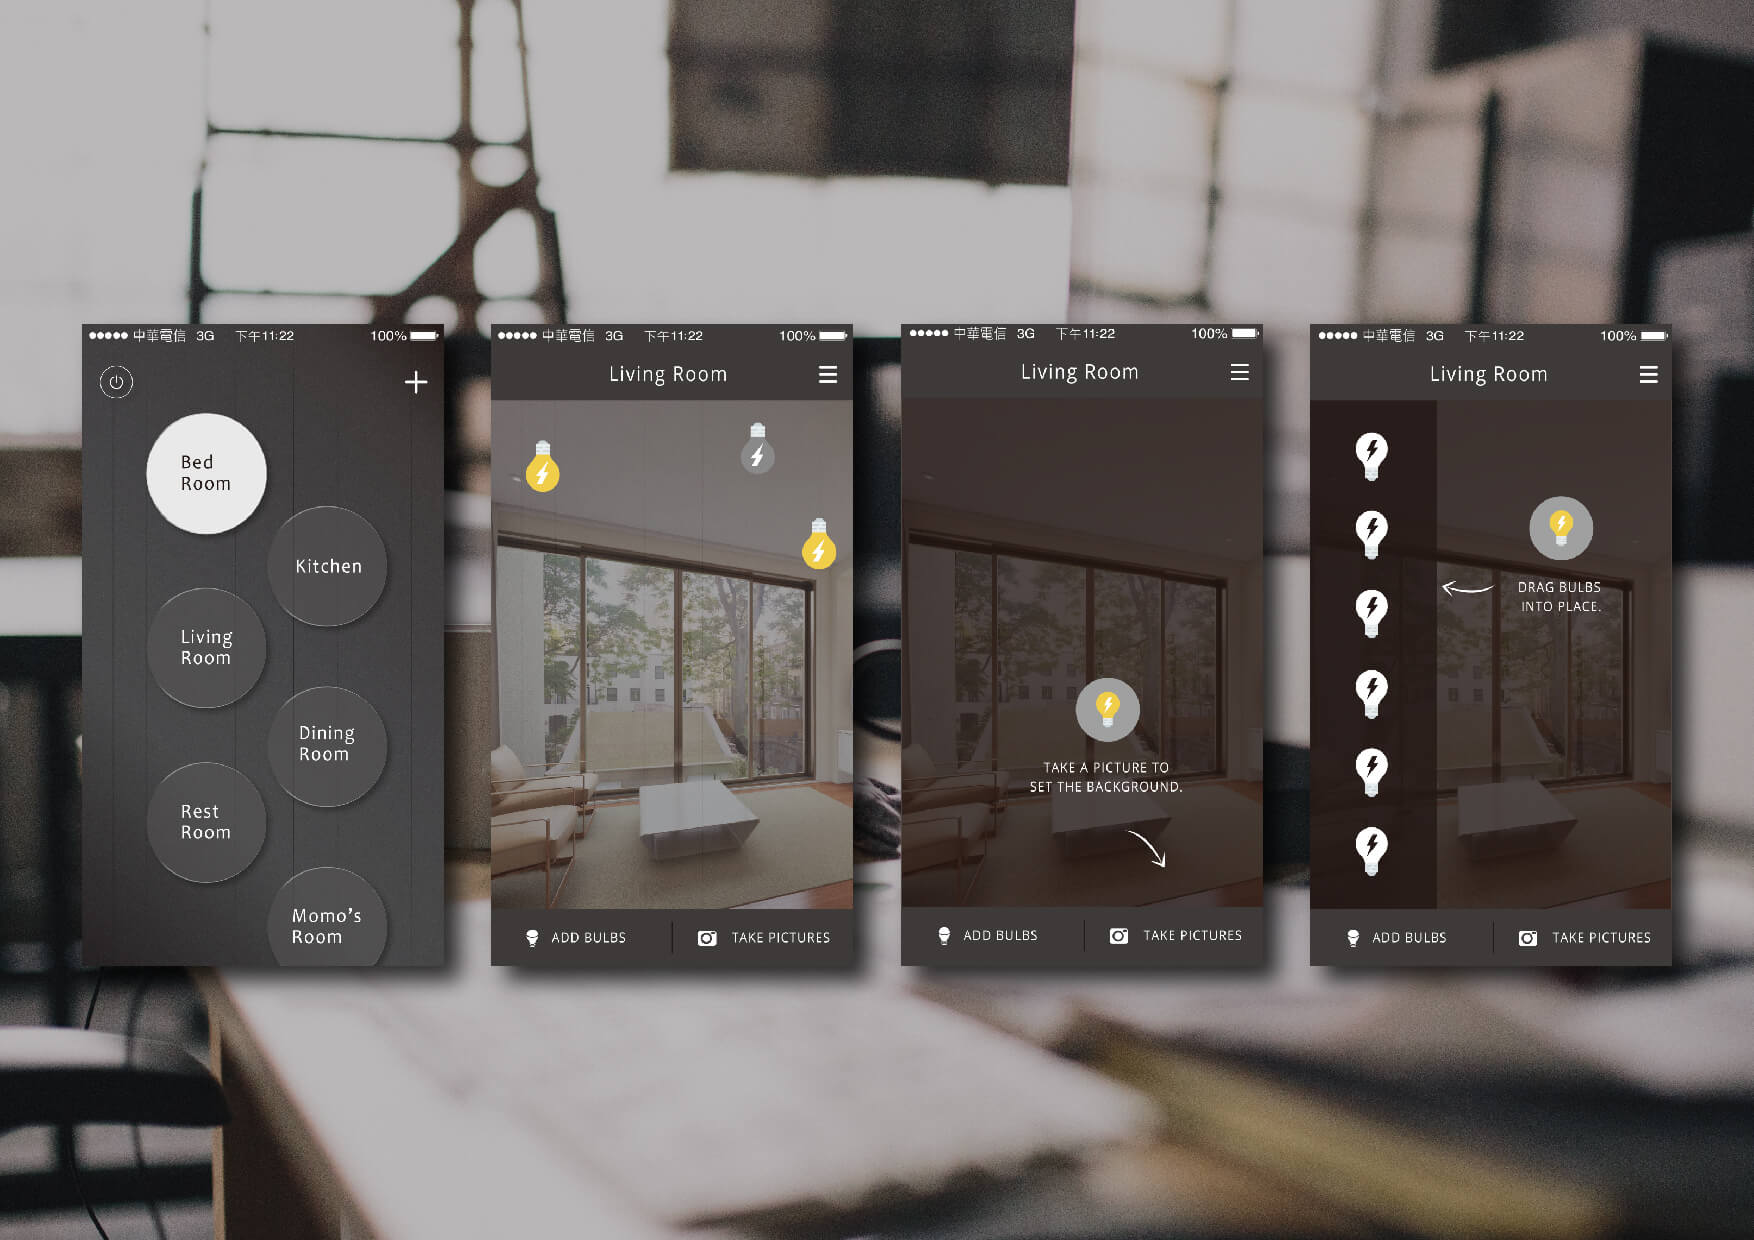 中華電信 3G 下午11:22 100%
Bed
Room
Kitchen
Living
Room
Dining
Room
Rest
Room
Momo's
Room
中華電信 3G 下午11:22 100%
Living Room
ADD BULBS
TAKE PICTURES
中華電信 3G 下午11:22 100%
Living Room
TAKE A PICTURE TO
SET THE BACKGROUND.
ADD BULBS
TAKE PICTURES
中華電信 3G 下午11:22 100%
Living Room
DRAG BULBS
INTO PLACE.
ADD BULBS
TAKE PICTURES